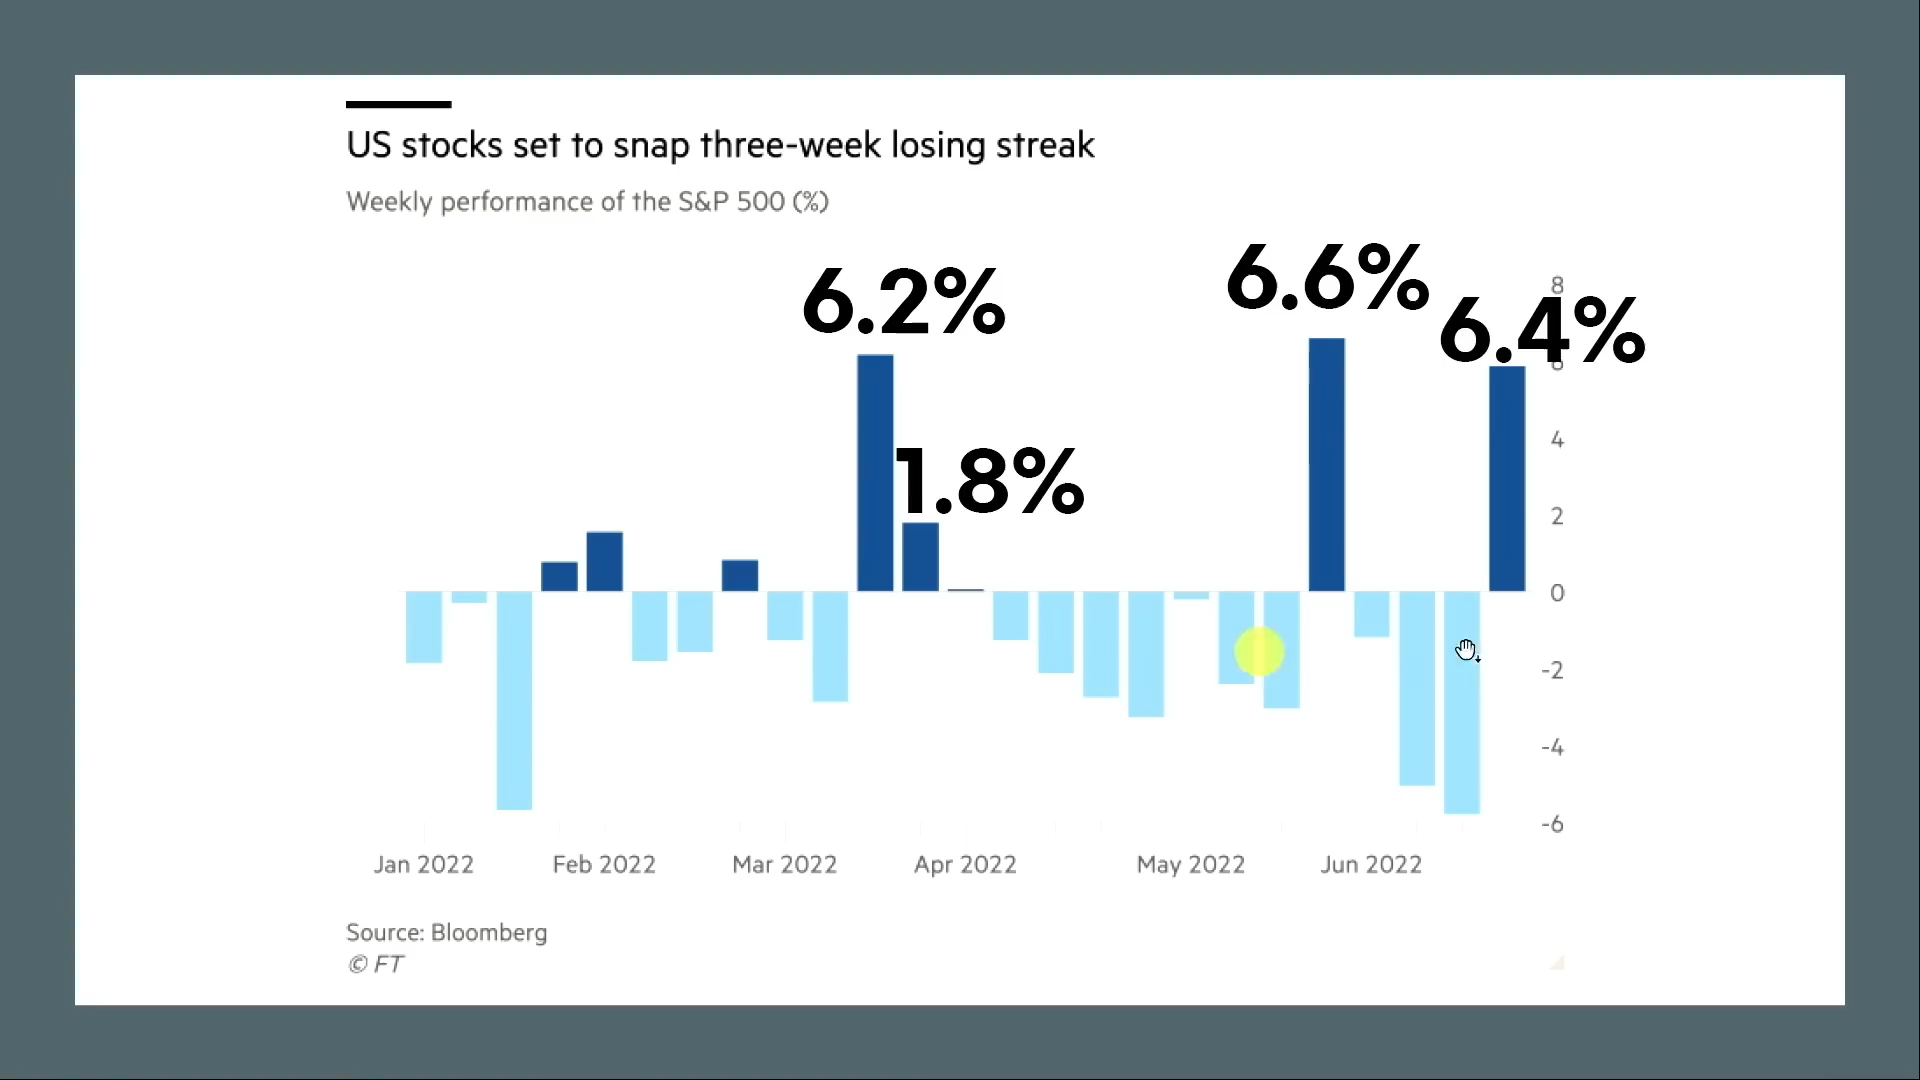 US stocks set to snap three-week losing streak
Weekly performance of the S&P 500 (%)
6.2%
6.6%
8
6.4%
6
4
1.8%
2
0
-2
-4
-6
Jan 2022 Feb 2022 Mar 2022 Apr 2022 May 2022 Jun 2022
Source: Bloomberg
© FT